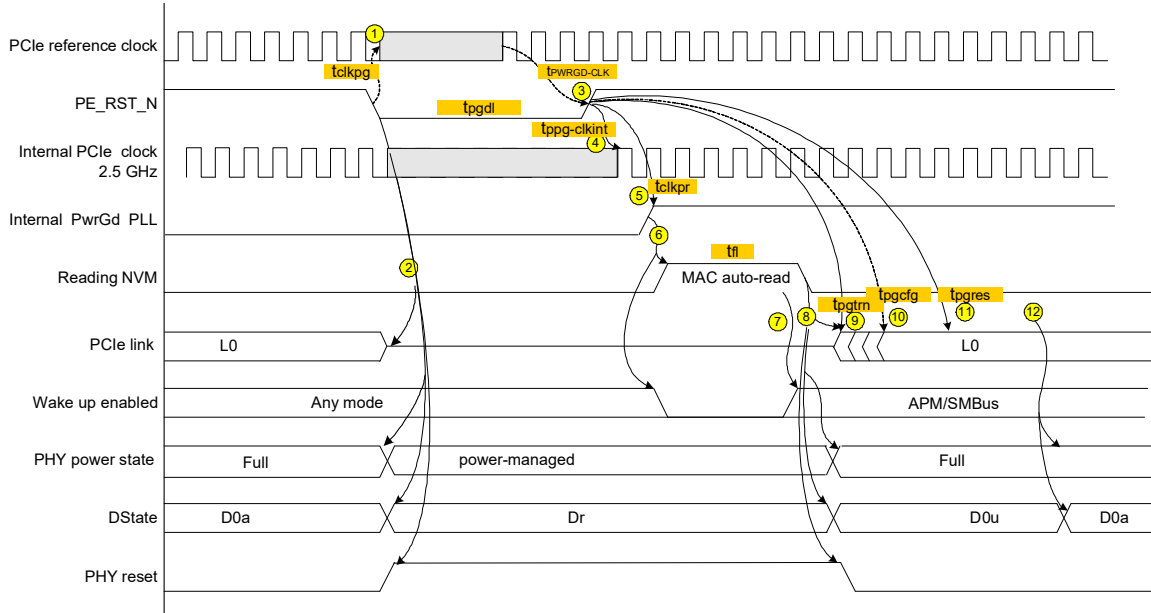 PCIe reference clock
1
tclkpg
tPWRGD-CLK
PE_RST_N
3
tpgdl
tppg-clkint
4
Internal PCIe clock
2.5 GHz
tclkpr
5
Internal PwrGd PLL
6
tfl
2
Reading NVM
MAC auto-read
tpgtrn
tpgcfg
tpgres
7
8
9
10
11
12
PCIe link
L0
L0
Wake up enabled
Any mode
APM/SMBus
PHY power state
Full
power-managed
Full
DState
D0a
Dr
D0u
D0a
PHY reset